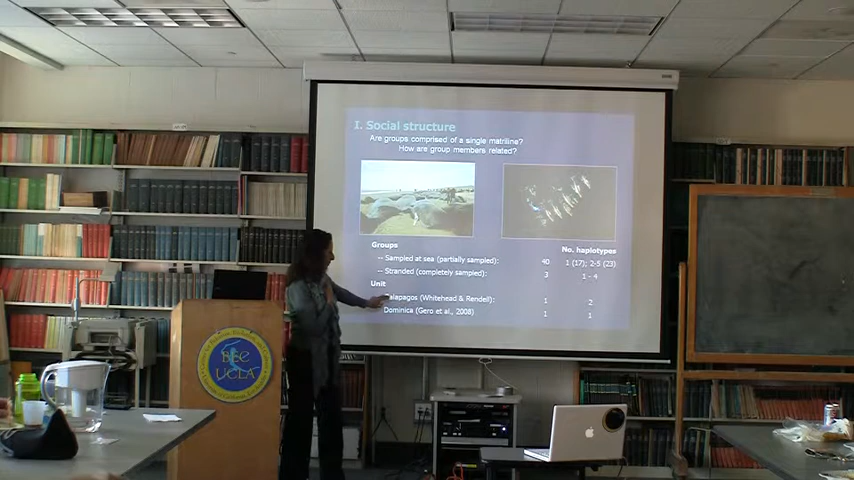 I. Social structure
Are groups comprised of a single matriline?
How are group members related?
Groups No. haplotypes
-- Sampled at sea (partially sampled): 40 1 (17); 2-5 (23)
-- Stranded (completely sampled): 3 1 - 4
Unit
Galapagos (Whitehead & Rendell): 1 2
Dominica (Gero et al., 2008) 1 1
BEC
UCLA